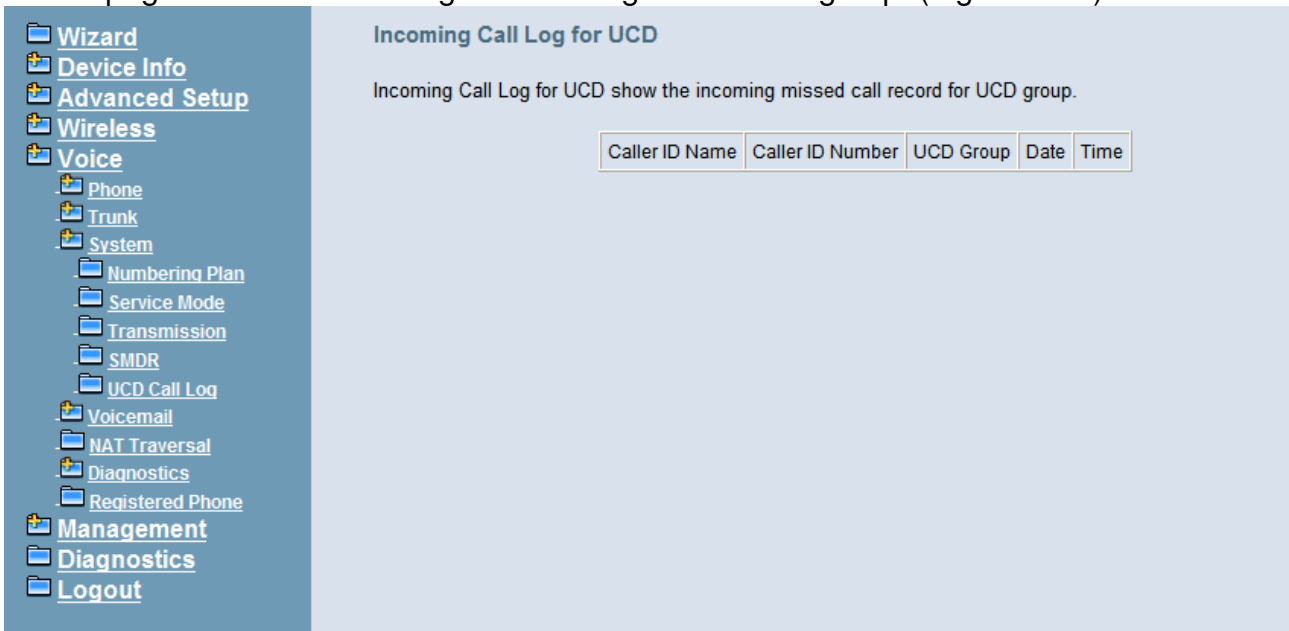 Wizard
Device Info
Advanced Setup
Wireless
Voice
Phone
Trunk
System
Numbering Plan
Service Mode
Transmission
SMDR
UCD Call Log
Voicemail
NAT Traversal
Diagnostics
Registered Phone
Management
Diagnostics
Logout
Incoming Call Log for UCD
Incoming Call Log for UCD show the incoming missed call record for UCD group.
Caller ID Name Caller ID Number UCD Group Date Time